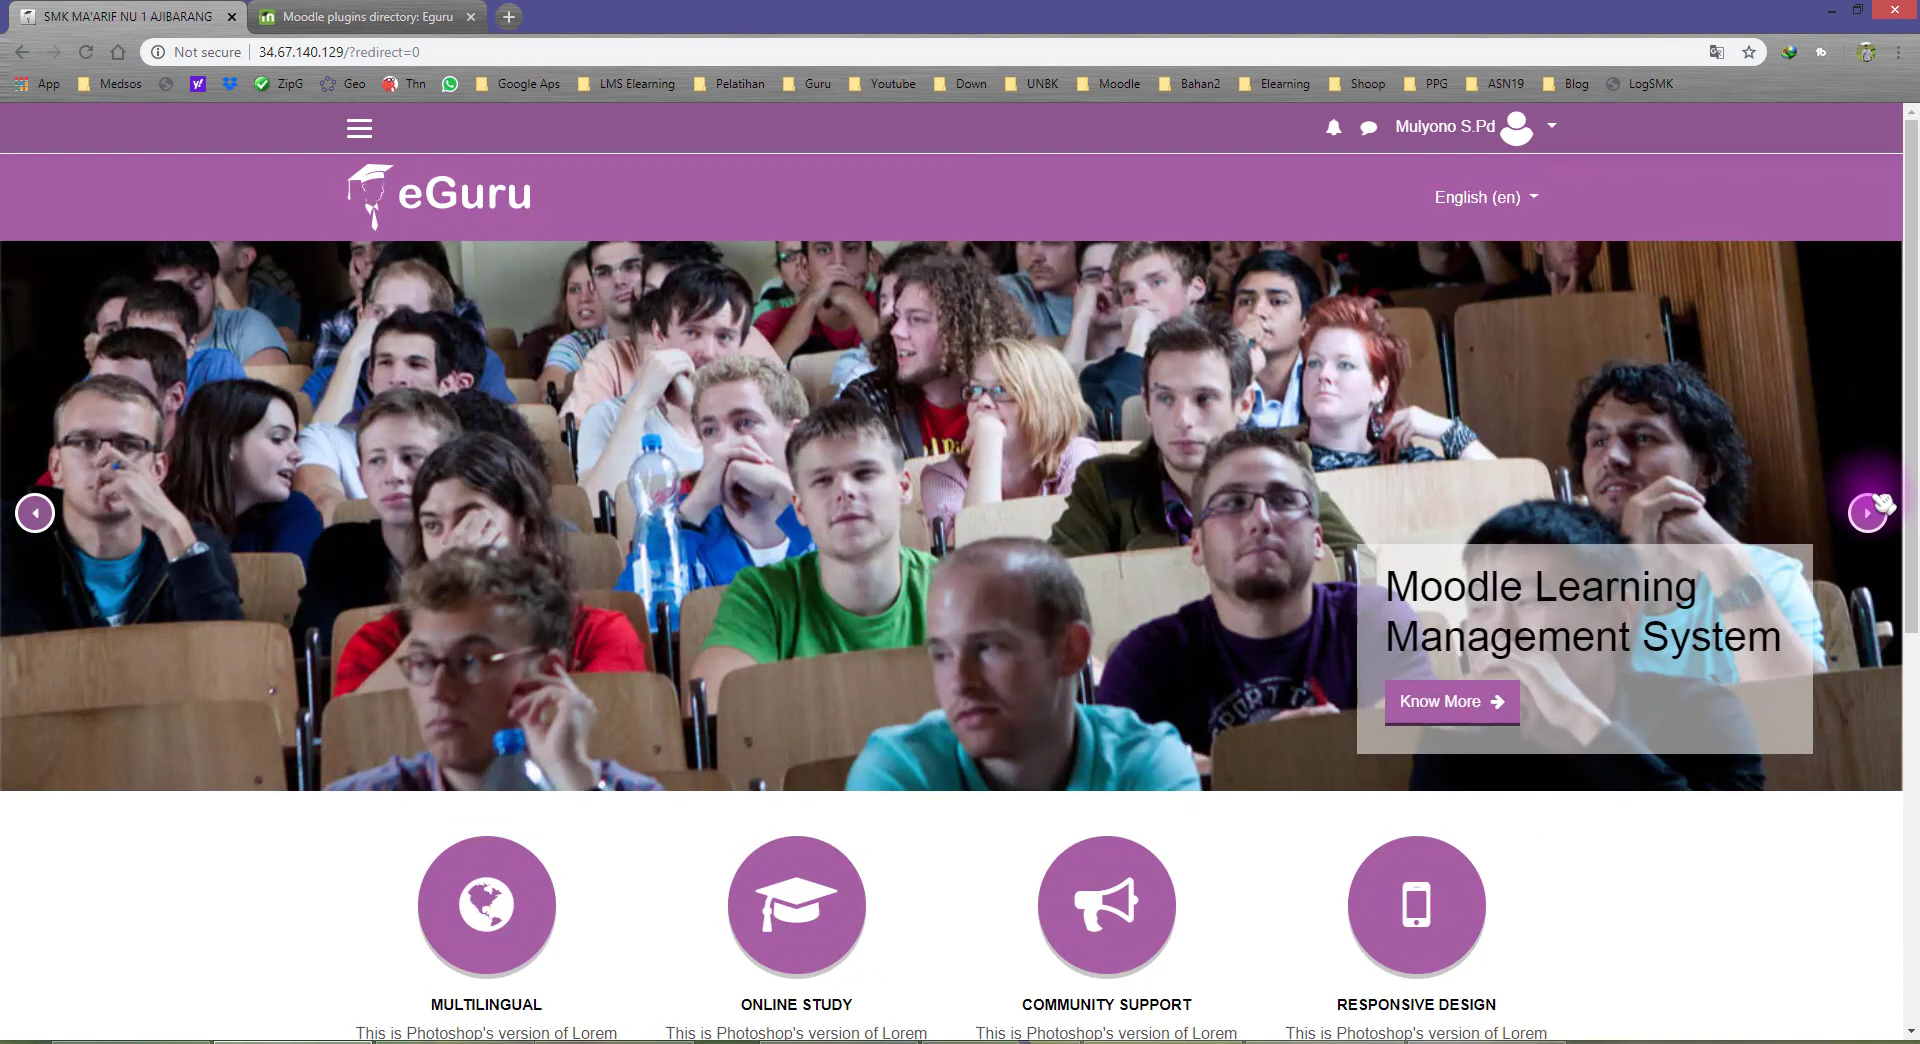 SMK MA'ARIF NU 1 AJIBARANG
Moodle plugins directory: Eguru
Not secure
34.67.140.129/?redirect=0
App
Medsos
ZipG
Geo
Thn
Google Aps
LMS Elearning
Pelatihan
Guru
Youtube
Down
UNBK
Moodle
Bahan2
Elearning
Shoop
PPG
ASN19
Blog
LogSMK
Mulyono S.Pd
eGuru
English (en)
Moodle Learning
Management System
Know More
MULTILINGUAL
ONLINE STUDY
COMMUNITY SUPPORT
RESPONSIVE DESIGN
This is Photoshop's version of Lorem
This is Photoshop's version of Lorem
This is Photoshop's version of Lorem
This is Photoshop's version of Lorem